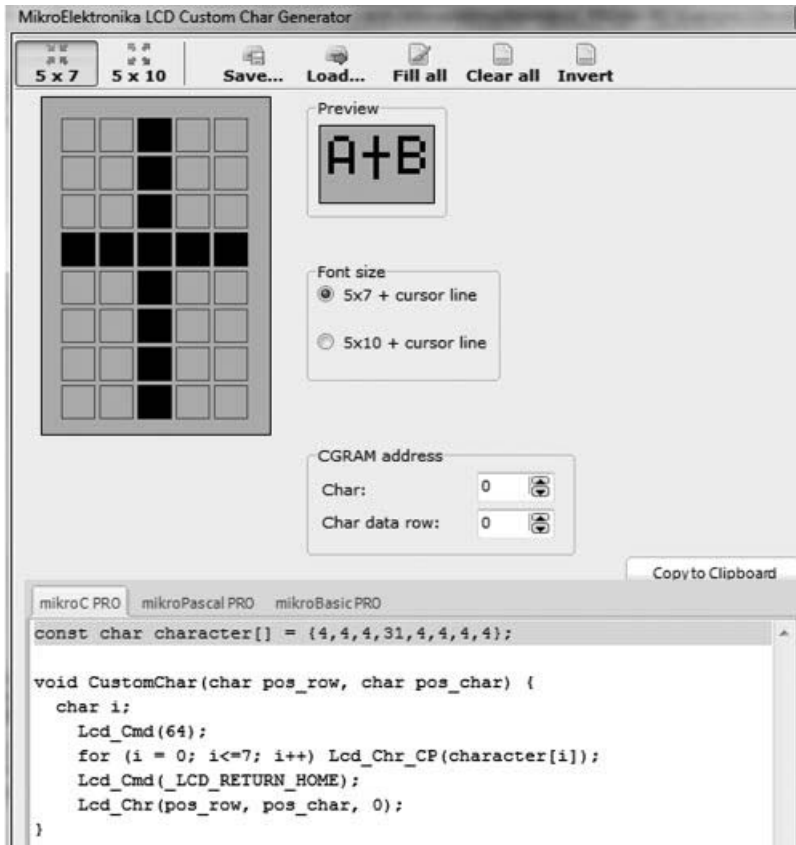 MikroElektronika LCD Custom Char Generator
5 x 7 5 x 10 Save... Load... Fill all Clear all Invert
Preview
A+B
Font size
5x7 + cursor line
5x10 + cursor line
CGRAM address
Char: 0
Char data row: 0
Copy to Clipboard
mikroC PRO mikroPascal PRO mikroBasic PRO
const char character[] = {4,4,4,31,4,4,4,4};
void CustomChar(char pos_row, char pos_char) {
  char i;
    Lcd_Cmd(64);
    for (i = 0; i<=7; i++) Lcd_Chr_CP(character[i]);
    Lcd_Cmd(_LCD_RETURN_HOME);
    Lcd_Chr(pos_row, pos_char, 0);
}